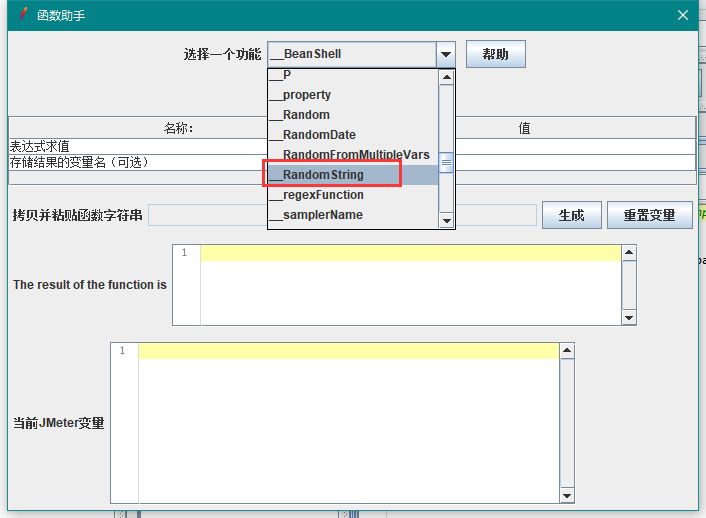 函数助手
选择一个功能 __BeanShell 帮助
__P
__property
__Random
__RandomDate
__RandomFromMultipleVars
__RandomString
__regexFunction
__samplerName
名称: 值
表达式求值
存储结果的变量名（可选）
拷贝并粘贴函数字符串 生成 重置变量
The result of the function is 1
当前JMeter变量 1